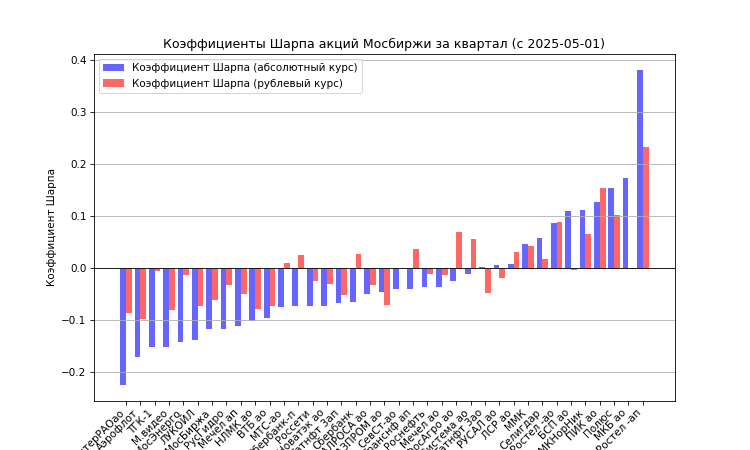 Коэффициенты Шарпа акций Мосбиржи за квартал (с 2025-05-01)
Коэффициент Шарпа (абсолютный курс)
Коэффициент Шарпа (рублевый курс)
Коэффициент Шарпа
0.4
0.3
0.2
0.1
0.0
−0.1
−0.2
Аэрофлот
ТГК-1
М.видео
МосЭнерго
ЛУКОЙЛ
МосБиржа
РусГидро
Мечел ап
НЛМК ао
ВТБ ао
МТС-ао
Россети
Новатэк ао
Сбербанк
СевСт-ао
Роснефть
Мечел ао
РУСАЛ ао
ЛСР ао
ММК
Селигдар
Ростел -ао
БСП ао
ПИК ао
Полюс
МКБ ао
Ростел -ап